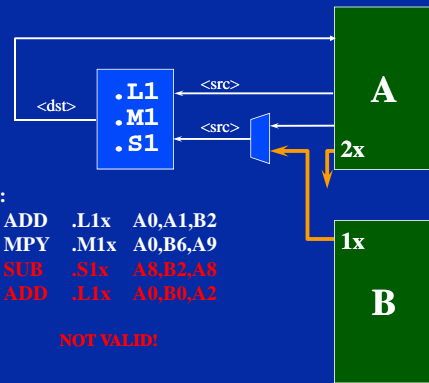 .L1
.M1
.S1
<src>
<src>
<dst>
A
2x
1x
B
:
ADD .L1x A0,A1,B2
MPY .M1x A0,B6,A9
SUB .S1x A8,B2,A8
ADD .L1x A0,B0,A2
NOT VALID!